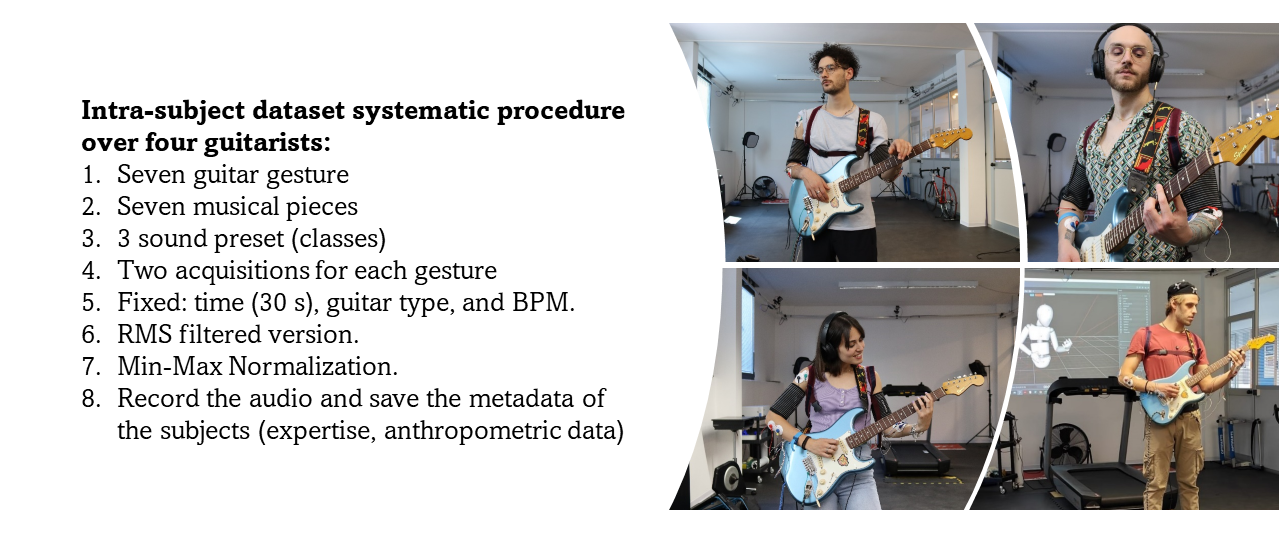 Intra-subject dataset systematic procedure
over four guitarists:
1. Seven guitar gesture
2. Seven musical pieces
3. 3 sound preset (classes)
4. Two acquisitions for each gesture
5. Fixed: time (30 s), guitar type, and BPM.
6. RMS filtered version.
7. Min-Max Normalization.
8. Record the audio and save the metadata of
the subjects (expertise, anthropometric data)